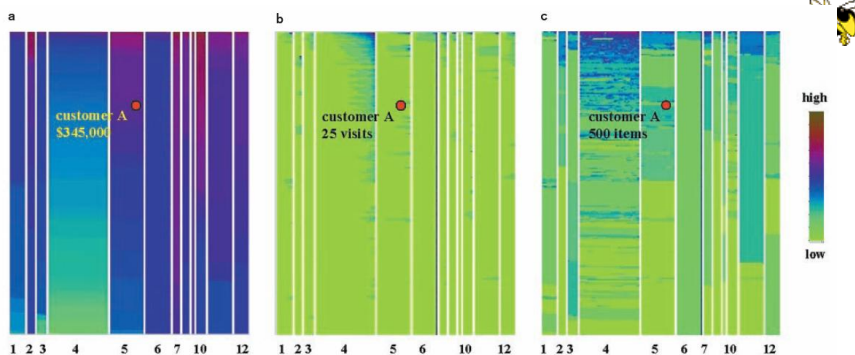 a
b
c
customer A
$345,000
customer A
25 visits
customer A
500 items
high
low
1 2 3 4 5 6 7 10 12
1 2 3 4 5 6 10 12
1 2 3 4 5 6 7 10 12